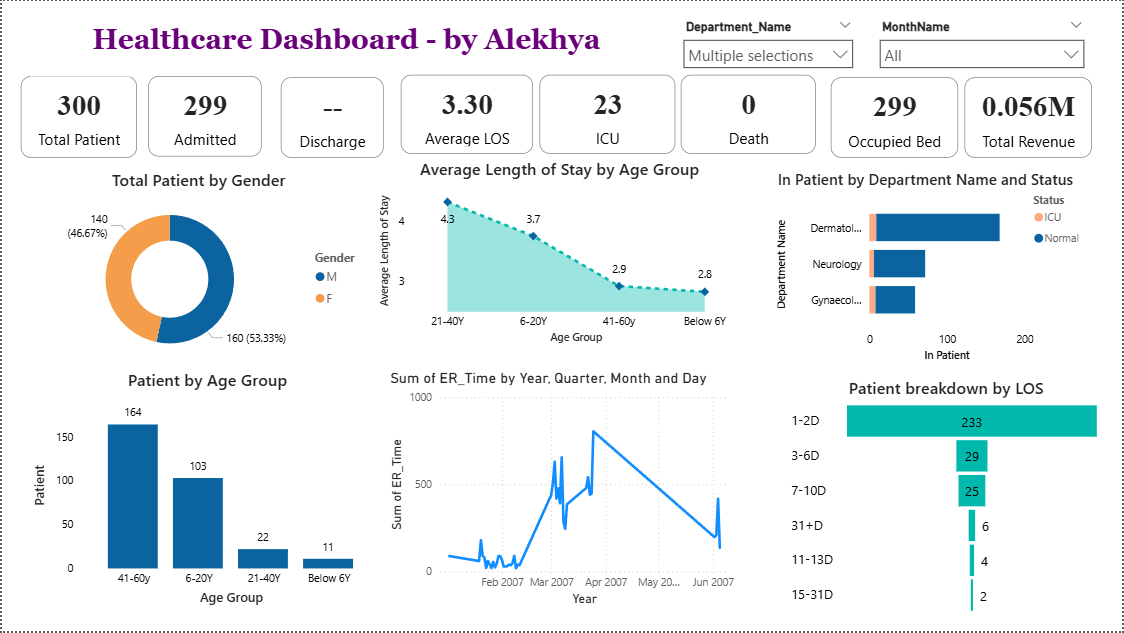 Healthcare Dashboard - by Alekhya
Department_Name
Multiple selections
MonthName
All
300
Total Patient
299
Admitted
--
Discharge
3.30
Average LOS
23
ICU
0
Death
299
Occupied Bed
0.056M
Total Revenue
Total Patient by Gender
140
(46.67%)
160 (53.33%)
Gender
M
F
Average Length of Stay by Age Group
Average Length of Stay
4
3
4.3
3.7
2.9
2.8
21-40Y
6-20Y
41-60y
Below 6Y
Age Group
In Patient by Department Name and Status
Status
ICU
Normal
Department Name
Dermatol...
Neurology
Gynaecol...
0
100
200
In Patient
Patient by Age Group
Patient
150
100
50
0
164
103
22
11
41-60y
6-20Y
21-40Y
Below 6Y
Age Group
Sum of ER_Time by Year, Quarter, Month and Day
Sum of ER_Time
1000
500
0
Feb 2007
Mar 2007
Apr 2007
May 20...
Jun 2007
Year
Patient breakdown by LOS
1-2D
233
3-6D
29
7-10D
25
31+D
6
11-13D
4
15-31D
2